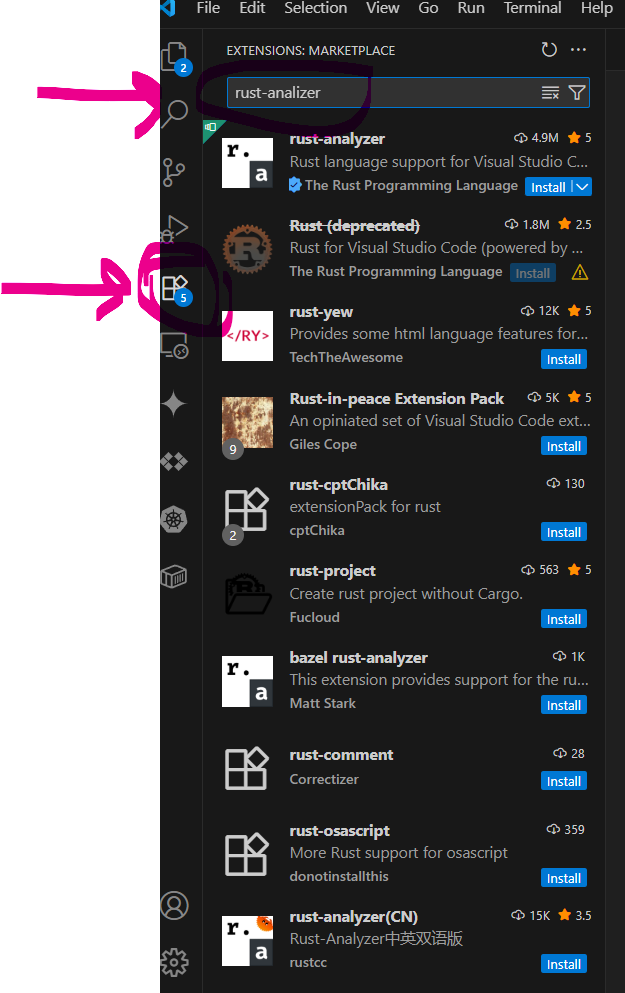 File Edit Selection View Go Run Terminal Help
EXTENSIONS: MARKETPLACE
2
rust-analizer
r. a
rust-analyzer 4.9M 5
Rust language support for Visual Studio C...
The Rust Programming Language Install
Rust (deprecated) 1.8M 2.5
Rust for Visual Studio Code (powered by ...
The Rust Programming Language Install
5
</RY>
rust-yew 12K 5
Provides some html language features for...
TechTheAwesome Install
Rust-in-peace Extension Pack 5K 5
An opiniated set of Visual Studio Code ext...
9
Giles Cope Install
rust-cptChika 130
extensionPack for rust
2
cptChika Install
rust-project 563 5
Create rust project without Cargo.
Fucloud Install
r. a
bazel rust-analyzer 1K
This extension provides support for the ru...
Matt Stark Install
rust-comment 28
Correctizer Install
rust-osascript 359
More Rust support for osascript
donotinstallthis Install
r. a
rust-analyzer(CN) 15K 3.5
Rust-Analyzer中英双语版
rustcc Install